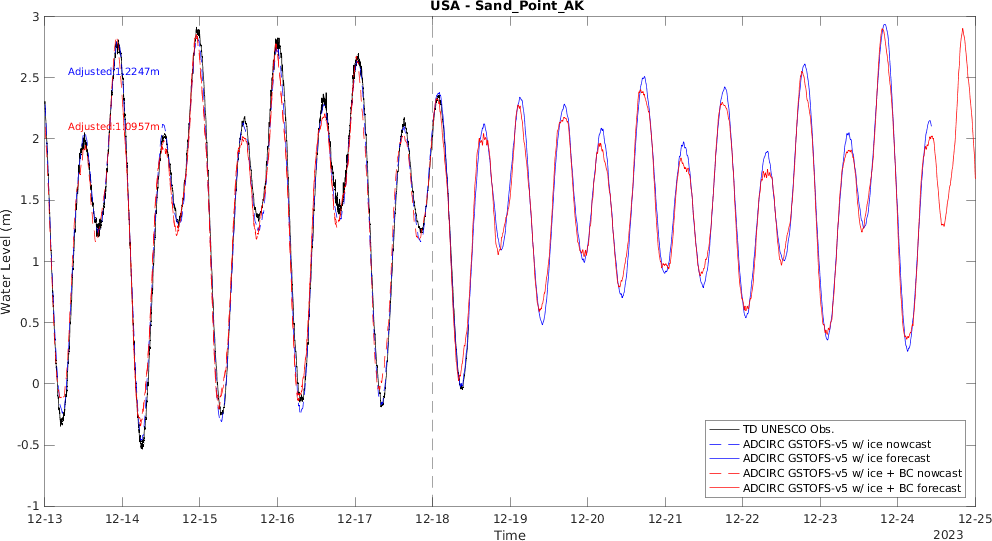 USA - Sand_Point_AK
3
2.5
2
1.5
1
0.5
0
-0.5
-1
Water Level (m)
Adjusted:1.2247m
Adjusted:1.0957m
TD UNESCO Obs.
ADCIRC GSTOFS-v5 w/ ice nowcast
ADCIRC GSTOFS-v5 w/ ice forecast
ADCIRC GSTOFS-v5 w/ ice + BC nowcast
ADCIRC GSTOFS-v5 w/ ice + BC forecast
12-13 12-14 12-15 12-16 12-17 12-18 12-19 12-20 12-21 12-22 12-23 12-24 12-25
Time
2023